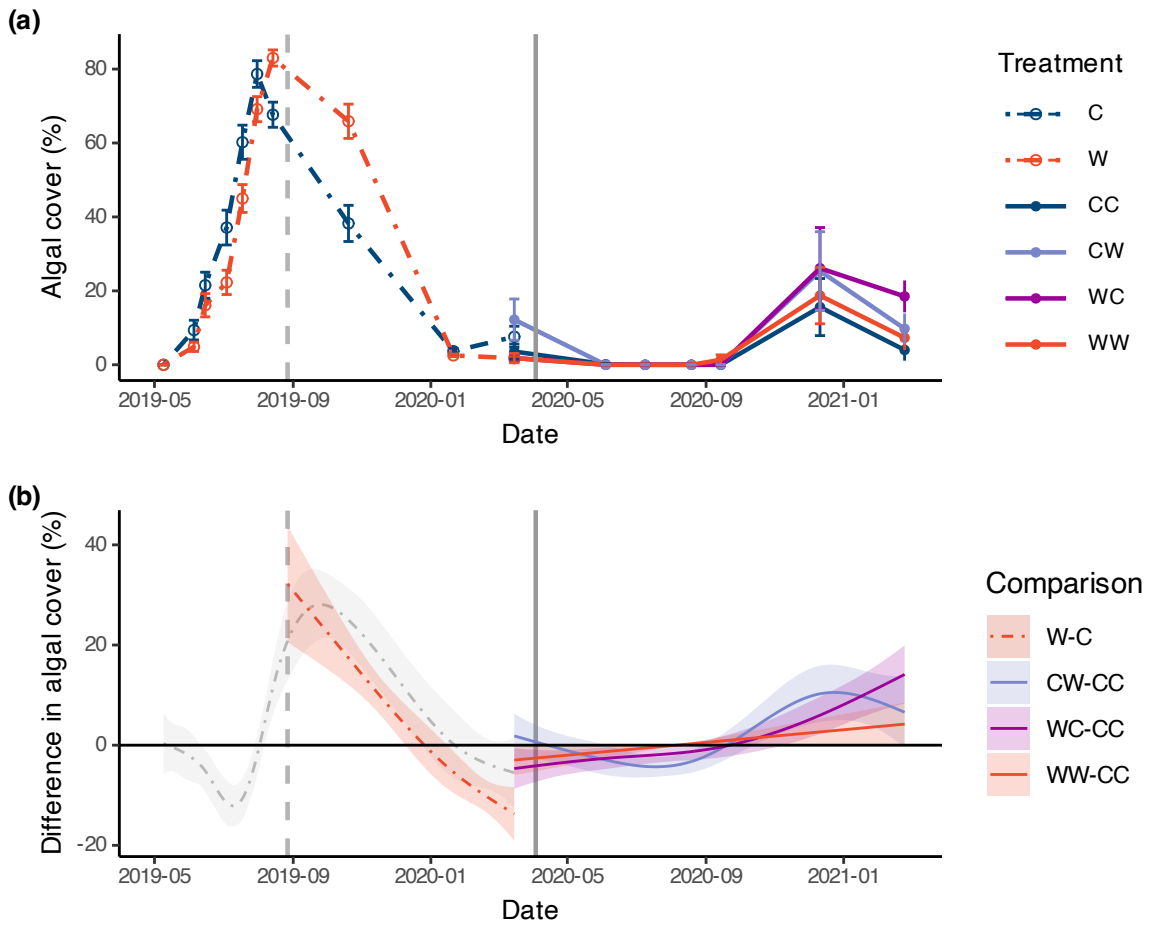 (a)
Algal cover (%)
80
60
40
20
0
2019-05 2019-09 2020-01 2020-05 2020-09 2021-01
Date
Treatment
C
W
CC
CW
WC
WW
(b)
Difference in algal cover (%)
40
20
0
-20
2019-05 2019-09 2020-01 2020-05 2020-09 2021-01
Date
Comparison
W-C
CW-CC
WC-CC
WW-CC